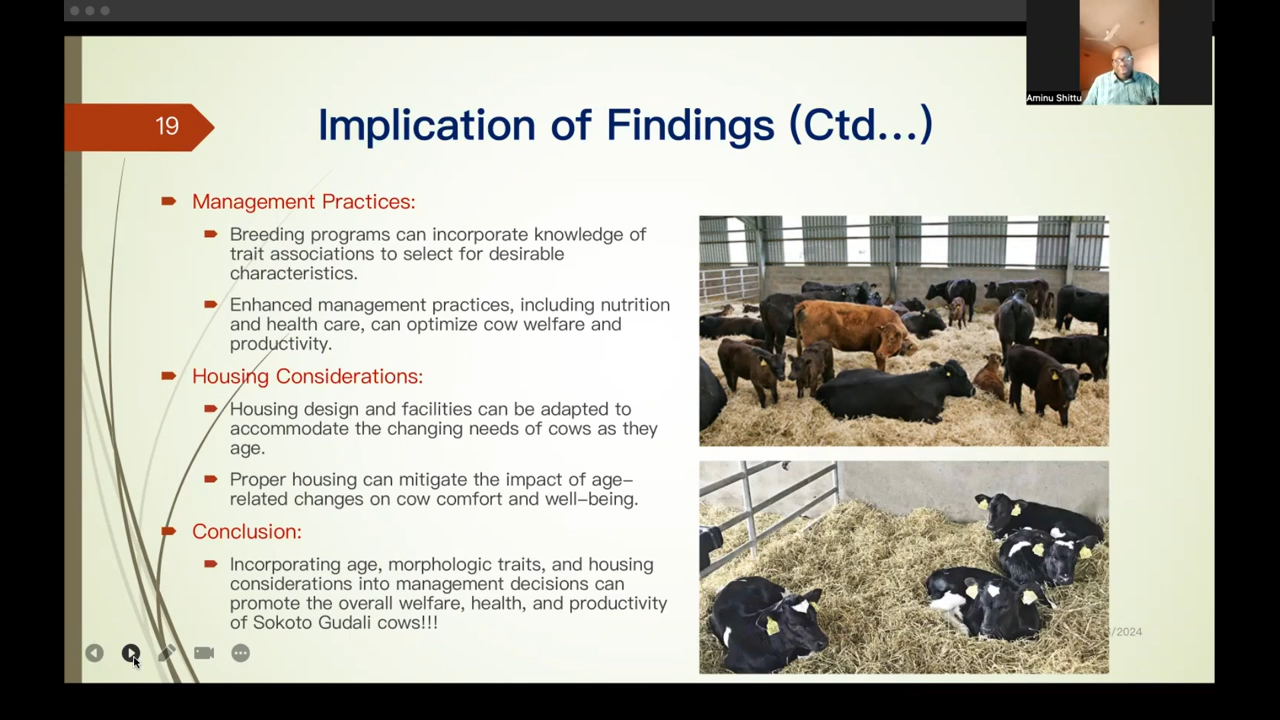 Aminu Shittu
19
Implication of Findings (Ctd...)
Management Practices:
Breeding programs can incorporate knowledge of
trait associations to select for desirable
characteristics.
Enhanced management practices, including nutrition
and health care, can optimize cow welfare and
productivity.
Housing Considerations:
Housing design and facilities can be adapted to
accommodate the changing needs of cows as they
age.
Proper housing can mitigate the impact of age-
related changes on cow comfort and well-being.
Conclusion:
Incorporating age, morphologic traits, and housing
considerations into management decisions can
promote the overall welfare, health, and productivity
of Sokoto Gudali cows!!!
/2024